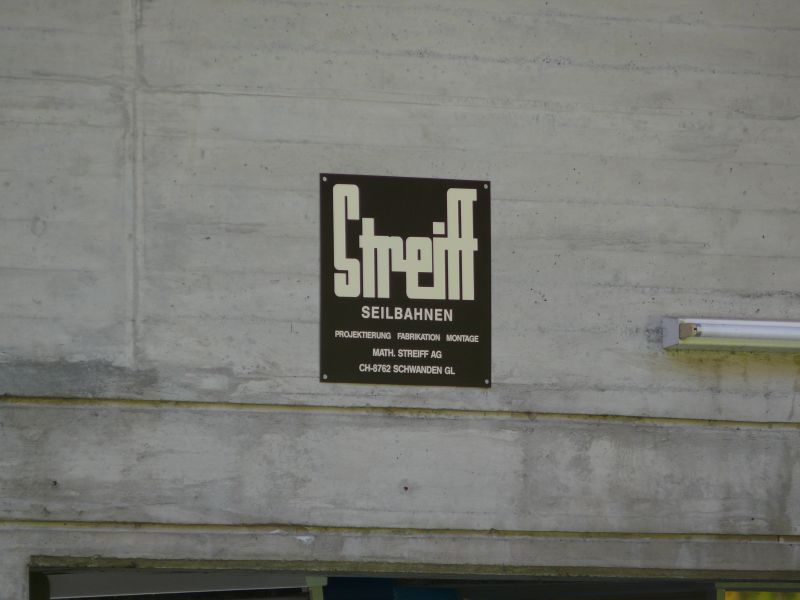 Streiff
SEILBAHNEN
PROJEKTIERUNG FABRIKATION MONTAGE
MATH. STREIFF AG
CH-8762 SCHWANDEN GL